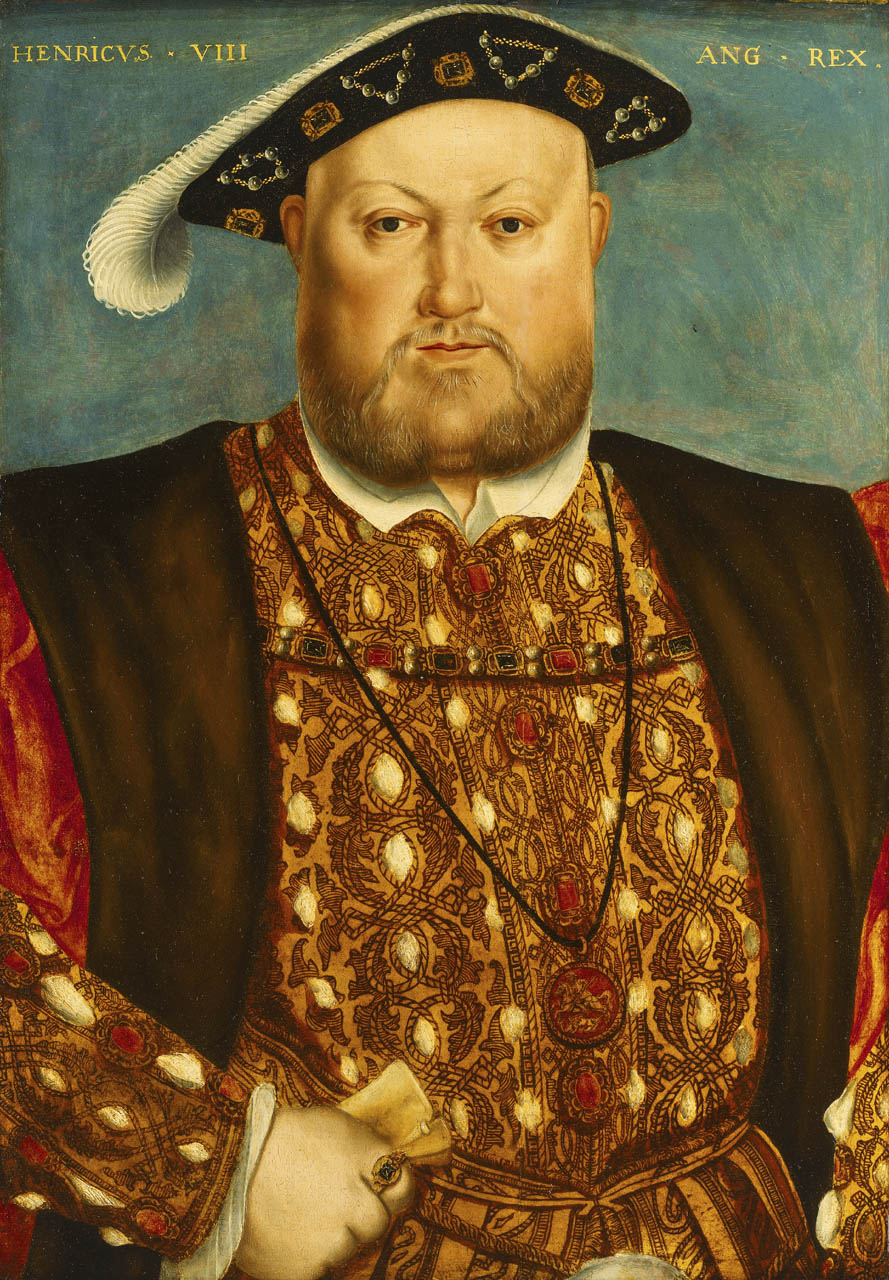 HENRICVS · VIII ANG · REX .